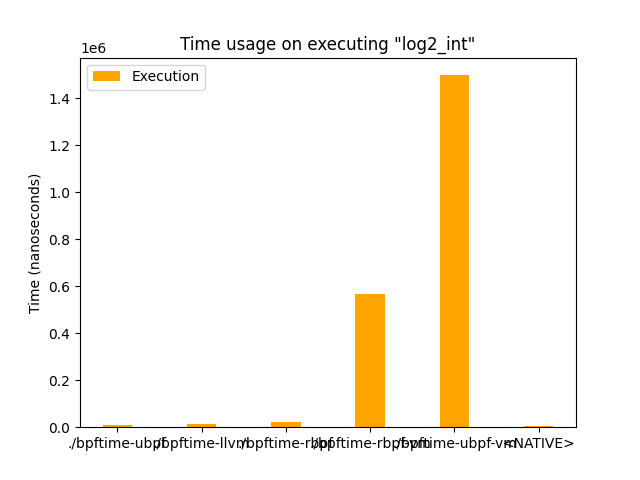 Time usage on executing "log2_int"
1e6
Execution
1.4
1.2
1.0
0.8
0.6
0.4
0.2
0.0
Time (nanoseconds)
./bpftime-ubpf ./bpftime-llvm ./bpftime-rbpf ./bpftime-rbpf-vm ./bpftime-ubpf-vm <NATIVE>